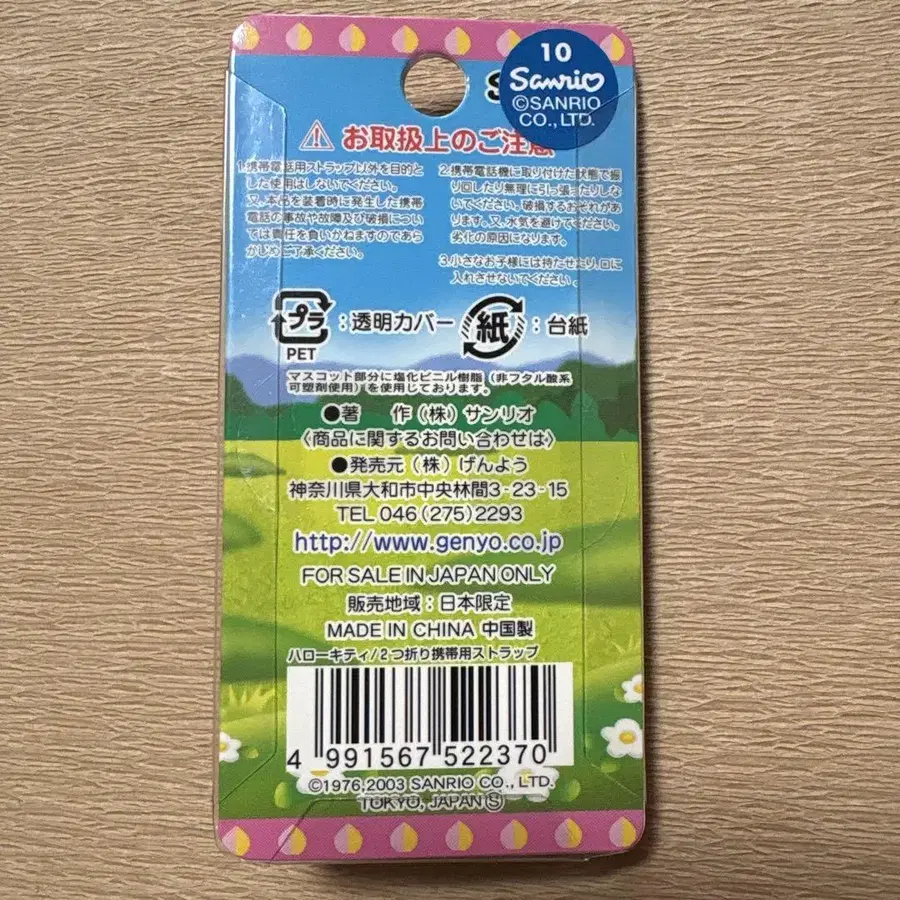 10
Sanrio
©SANRIO
CO., LTD.
S
⚠ お取扱上のご注意
1.携帯電話用ストラップ以外を目的と
した使用はしないでください。
又、本品を装着時に発生した携帯
電話の事故や故障及び破損につい
ては責任を負いかねますのであら
かじめご了承ください。
2.携帯電話機に取り付けた状態で振
り回したり無理に引っ張ったりしな
いでください。破損するおそれがあ
ります。又、水気を避けてください。
劣化の原因になります。
3.小さなお子様には持たせたり、口に
入れさせないでください。
プラ
PET
:透明カバー
紙
:台紙
マスコット部分に塩化ビニル樹脂(非フタル酸系
可塑剤使用)を使用しております。
●著 作(株)サンリオ
〈商品に関するお問い合わせは〉
●発売元(株)げんよう
神奈川県大和市中央林間3-23-15
TEL 046(275)2293
http://www.genyo.co.jp
FOR SALE IN JAPAN ONLY
販売地域:日本限定
MADE IN CHINA 中国製
ハローキティ/2つ折り携帯用ストラップ
4 991567 522370
©1976,2003 SANRIO CO., LTD.
TOKYO, JAPAN Ⓢ